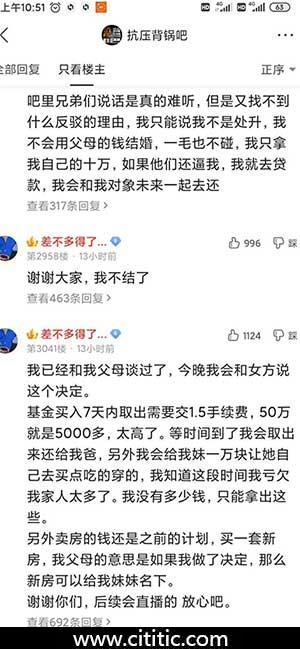 上午10:51
63
抗压背锅吧
全部回复
只看楼主
正序
吧里兄弟们说话是真的难听，但是又找不到
什么反驳的理由，我只能说我不是处升，我
不会用父母的钱结婚，一毛也不碰，我只拿
我自己的十万，如果他们还逼我，我就去贷
款，我会和我对象未来一起去还
查看317条回复
差不多得了...
第2958楼 · 13小时前
996
踩
谢谢大家，我不结了
查看463条回复
差不多得了...
第3041楼 · 13小时前
1124
踩
我已经和我父母谈过了，今晚我会和女方说
这个决定。
基金买入7天内取出需要交1.5手续费，50万
就是5000多，太高了。等时间到了我会取出
来还给我爸，另外我会给我妹一万块让她自
己去买点吃的穿的，我知道这段时间我亏欠
我家人太多了。我没有多少钱，只能拿出这
些。
另外卖房的钱还是之前的计划，买一套新
房，我父母的意思是如果我做了决定，那么
新房可以给我妹妹名下。
谢谢你们，后续会直播的 放心吧。
查看692条回复
www.cititic.com